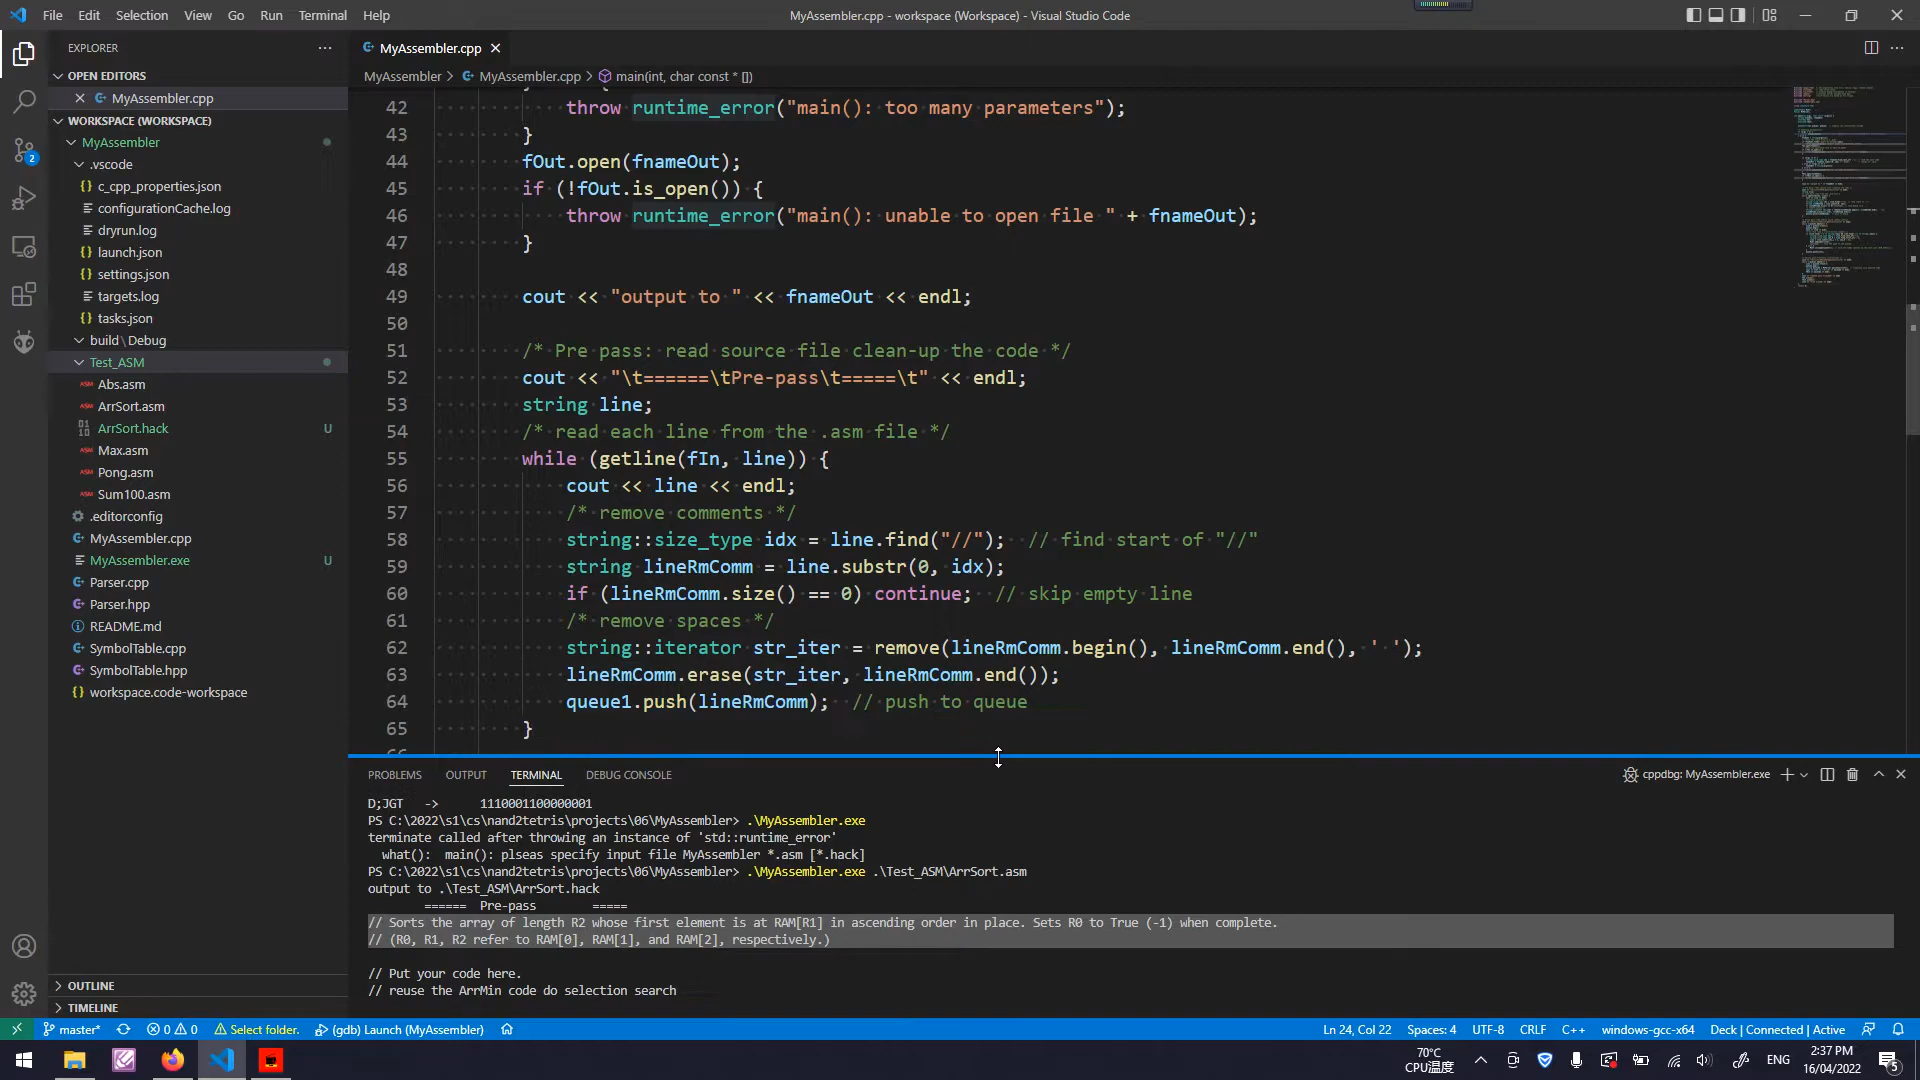 File Edit Selection View Go Run Terminal Help
MyAssembler.cpp - workspace (Workspace) - Visual Studio Code
EXPLORER
OPEN EDITORS
MyAssembler.cpp
WORKSPACE (WORKSPACE)
MyAssembler
.vscode
c_cpp_properties.json
configurationCache.log
dryrun.log
launch.json
settings.json
targets.log
tasks.json
build\Debug
Test_ASM
Abs.asm
ArrSort.asm
ArrSort.hack U
Max.asm
Pong.asm
Sum100.asm
.editorconfig
MyAssembler.cpp
MyAssembler.exe U
Parser.cpp
Parser.hpp
README.md
SymbolTable.cpp
SymbolTable.hpp
workspace.code-workspace
OUTLINE
TIMELINE
2
MyAssembler.cpp
MyAssembler > MyAssembler.cpp > main(int, char const * [])
42 throw runtime_error("main(): too many parameters");
43 }
44 fOut.open(fnameOut);
45 if (!fOut.is_open()) {
46 throw runtime_error("main(): unable to open file " + fnameOut);
47 }
48
49 cout << "output to " << fnameOut << endl;
50
51 /* Pre pass: read source file clean-up the code */
52 cout << "\t======\tPre-pass\t=====\t" << endl;
53 string line;
54 /* read each line from the .asm file */
55 while (getline(fIn, line)) {
56 cout << line << endl;
57 /* remove comments */
58 string::size_type idx = line.find("//"); // find start of "//"
59 string lineRmComm = line.substr(0, idx);
60 if (lineRmComm.size() == 0) continue; // skip empty line
61 /* remove spaces */
62 string::iterator str_iter = remove(lineRmComm.begin(), lineRmComm.end(), ' ');
63 lineRmComm.erase(str_iter, lineRmComm.end());
64 queue1.push(lineRmComm); // push to queue
65 }
PROBLEMS OUTPUT TERMINAL DEBUG CONSOLE
cppdbg: MyAssembler.exe
D;JGT -> 1110001100000001
PS C:\2022\s1\cs\nand2tetris\projects\06\MyAssembler> .\MyAssembler.exe
terminate called after throwing an instance of 'std::runtime_error'
what(): main(): plseas specify input file MyAssembler *.asm [*.hack]
PS C:\2022\s1\cs\nand2tetris\projects\06\MyAssembler> .\MyAssembler.exe .\Test_ASM\ArrSort.asm
output to .\Test_ASM\ArrSort.hack
====== Pre-pass =====
// Sorts the array of length R2 whose first element is at RAM[R1] in ascending order in place. Sets R0 to True (-1) when complete.
// (R0, R1, R2 refer to RAM[0], RAM[1], and RAM[2], respectively.)
// Put your code here.
// reuse the ArrMin code do selection search
master* 0 0 Select folder. (gdb) Launch (MyAssembler)
Ln 24, Col 22 Spaces: 4 UTF-8 CRLF C++ windows-gcc-x64 Deck | Connected | Active
70°C
CPU温度
ENG
2:37 PM
16/04/2022
5